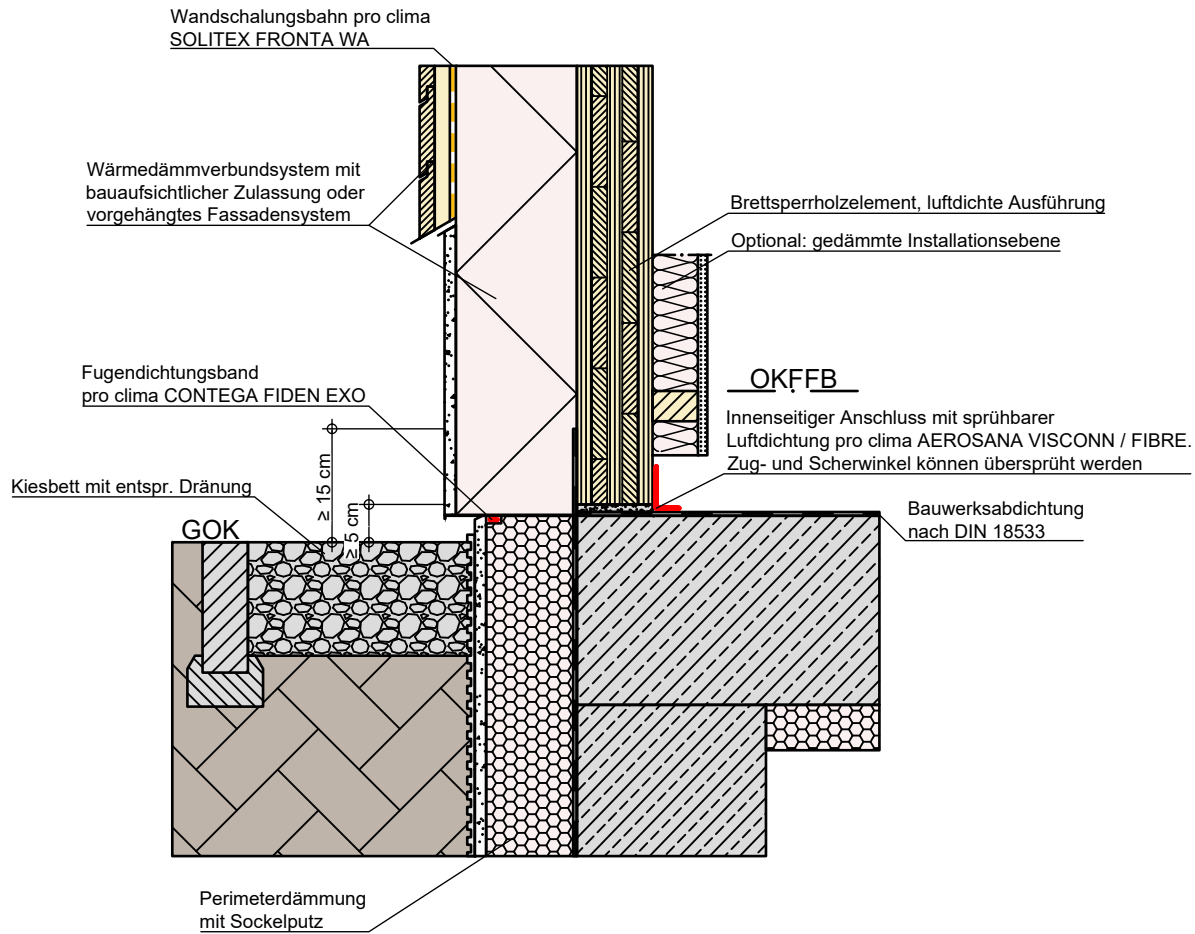 Wandschalungsbahn pro clima
SOLITEX FRONTA WA
Wärmedämmverbundsystem mit
bauaufsichtlicher Zulassung oder
vorgehängtes Fassadensystem
Brettsperrholzelement, luftdichte Ausführung
Optional: gedämmte Installationsebene
Fugendichtungsband
pro clima CONTEGA FIDEN EXO
OKFFB
Innenseitiger Anschluss mit sprühbarer
Luftdichtung pro clima AEROSANA VISCONN / FIBRE.
Zug- und Scherwinkel können übersprüht werden
≥ 15 cm
≥ 5 cm
Kiesbett mit entspr. Dränung
GOK
Bauwerksabdichtung
nach DIN 18533
Perimeterdämmung
mit Sockelputz